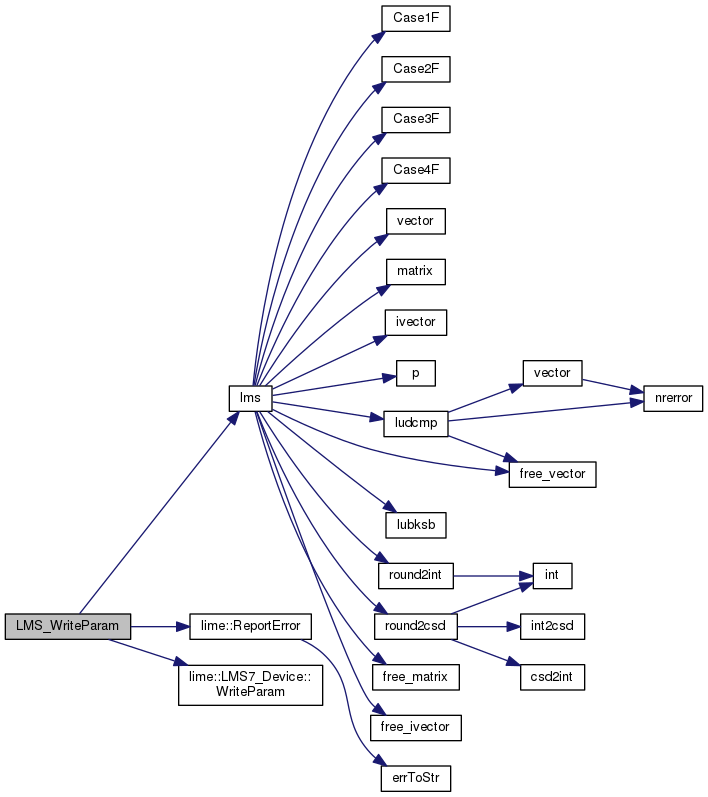 Case1F
Case2F
Case3F
Case4F
vector
matrix
ivector
p
vector
lms
nrerror
ludcmp
free_vector
lubksb
round2int
int
LMS_WriteParam
lime::ReportError
round2csd
int2csd
lime::LMS7_Device::
WriteParam
free_matrix
csd2int
free_ivector
errToStr